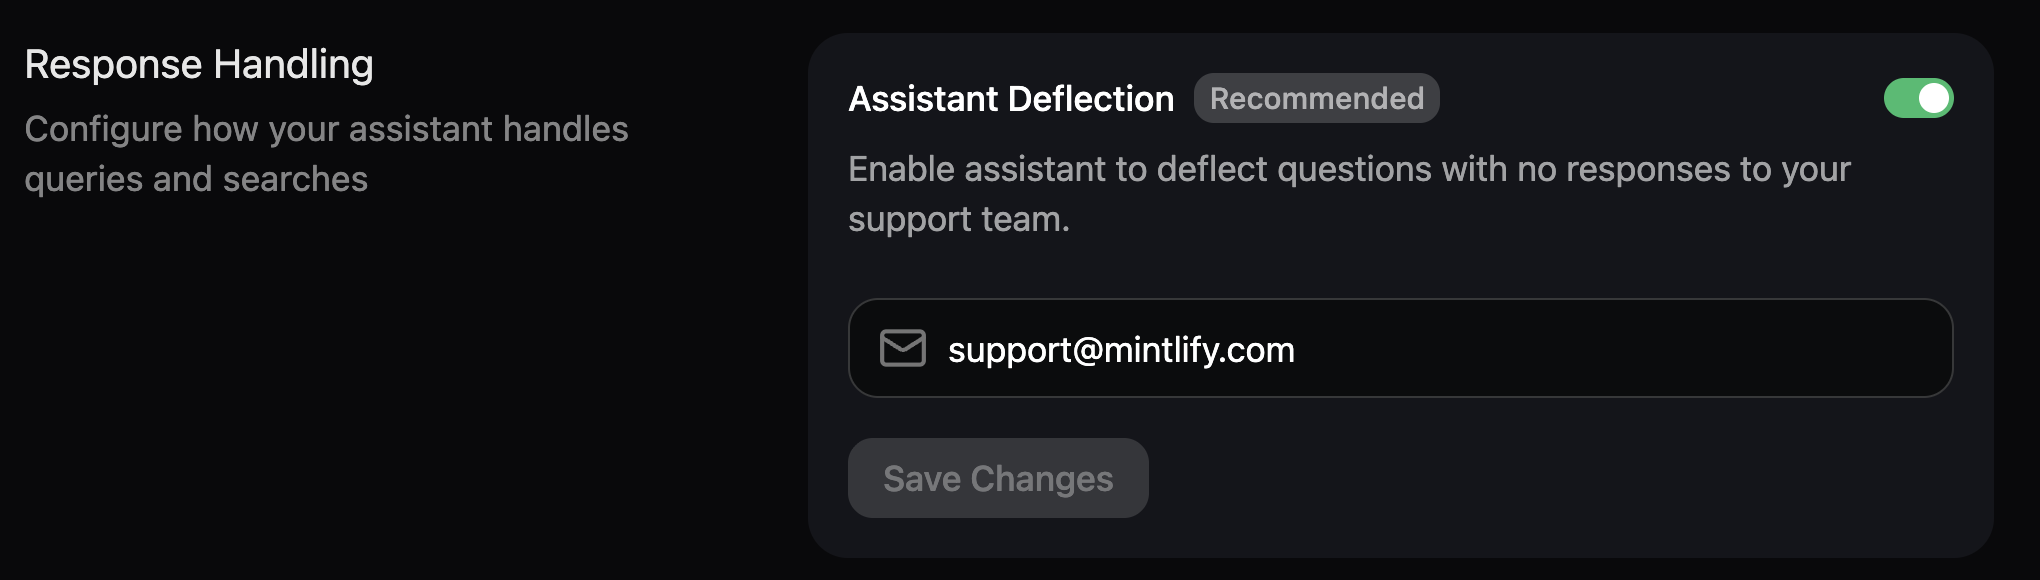 Response Handling
Configure how your assistant handles
queries and searches
Assistant Deflection Recommended
Enable assistant to deflect questions with no responses to your
support team.
support@mintlify.com
Save Changes